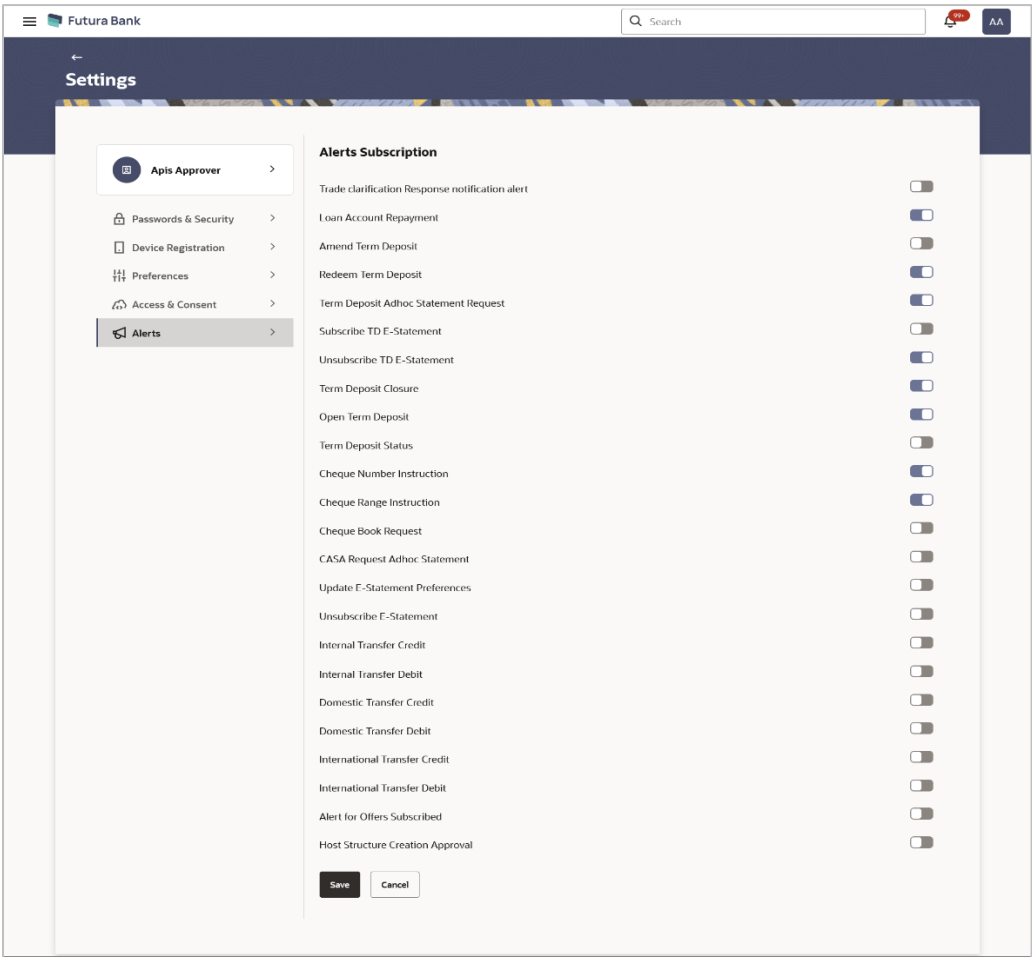 Futura Bank
Search
99+
AA
Settings
Apis Approver
Passwords & Security
Device Registration
Preferences
Access & Consent
Alerts
Alerts Subscription
Trade clarification Response notification alert
Loan Account Repayment
Amend Term Deposit
Redeem Term Deposit
Term Deposit Adhoc Statement Request
Subscribe TD E-Statement
Unsubscribe TD E-Statement
Term Deposit Closure
Open Term Deposit
Term Deposit Status
Cheque Number Instruction
Cheque Range Instruction
Cheque Book Request
CASA Request Adhoc Statement
Update E-Statement Preferences
Unsubscribe E-Statement
Internal Transfer Credit
Internal Transfer Debit
Domestic Transfer Credit
Domestic Transfer Debit
International Transfer Credit
International Transfer Debit
Alert for Offers Subscribed
Host Structure Creation Approval
Save Cancel